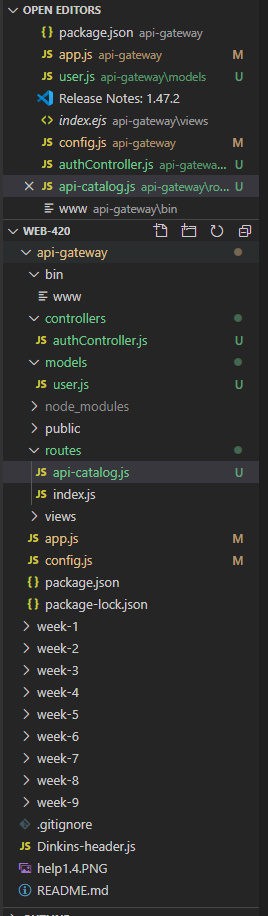 OPEN EDITORS
{} package.json api-gateway
JS app.js api-gateway M
JS user.js api-gateway\models U
Release Notes: 1.47.2
<> index.ejs api-gateway\views
JS config.js api-gateway M
JS authController.js api-gatewa... U
JS api-catalog.js api-gateway\ro... U
www api-gateway\bin
WEB-420
api-gateway
bin
www
controllers
JS authController.js U
models
JS user.js U
node_modules
public
routes
JS api-catalog.js U
JS index.js
views
JS app.js M
JS config.js M
{} package.json
{} package-lock.json
week-1
week-2
week-3
week-4
week-5
week-6
week-7
week-8
week-9
.gitignore
JS Dinkins-header.js
help1.4.PNG
README.md